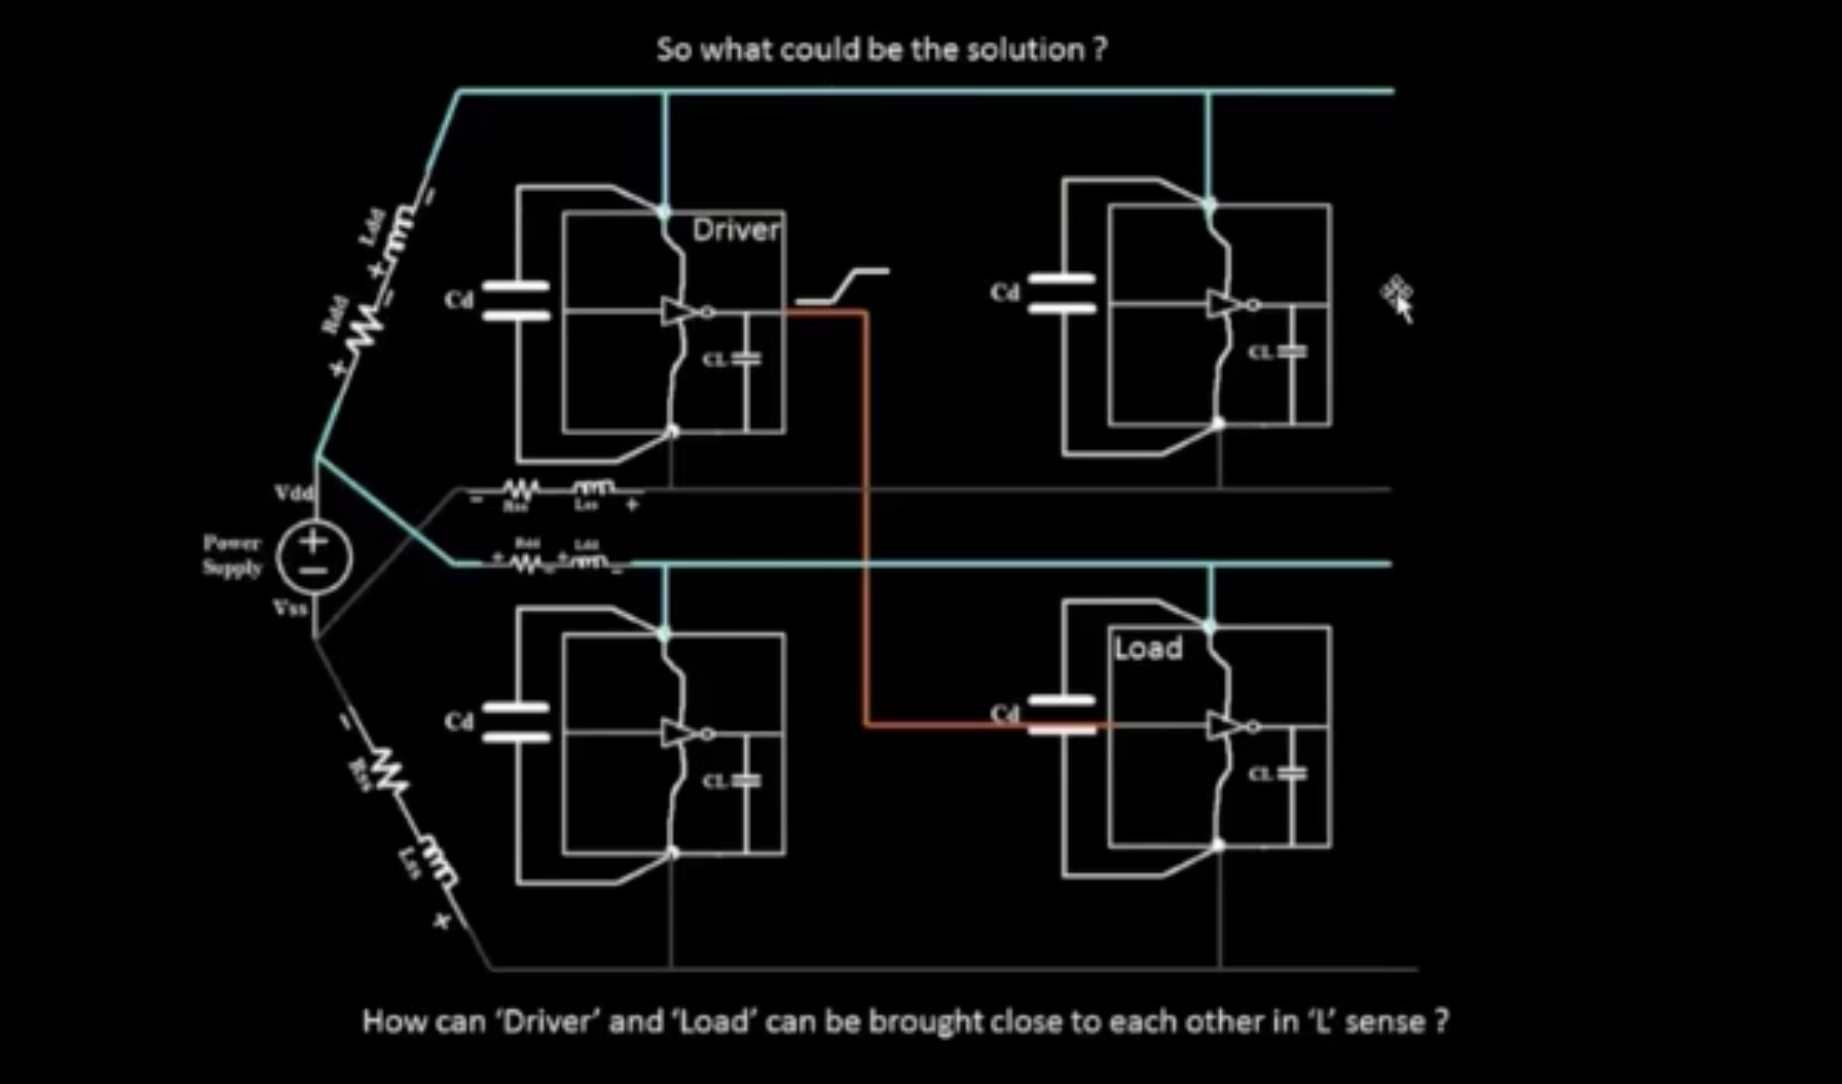 So what could be the solution ?
Driver
Ldd
Rdd
Cd
CL
Cd
CL
Vdd
Rss
Lss
Power
Supply
Rdd
Ldd
Vss
Load
Cd
CL
Cd
CL
Rss
Lss
How can ‘Driver’ and ‘Load’ can be brought close to each other in ‘L’ sense ?